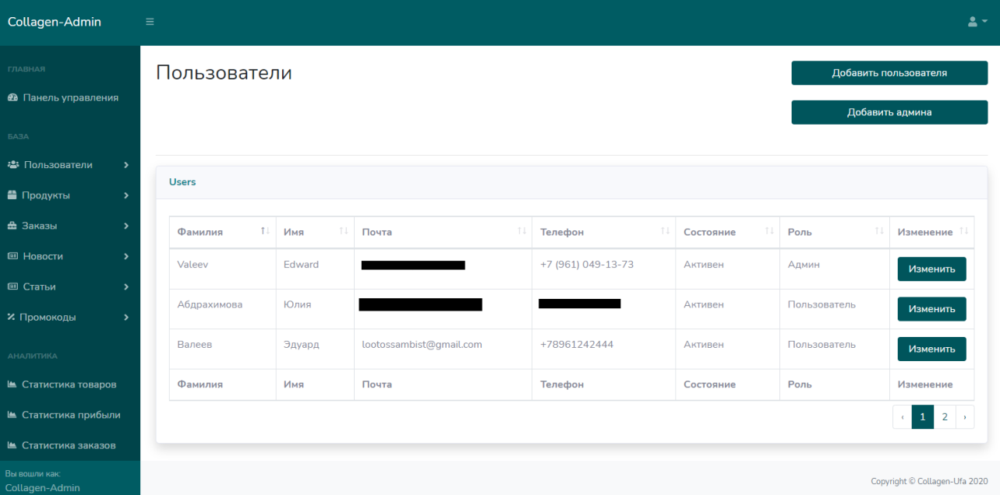 Collagen-Admin
ГЛАВНАЯ
Панель управления
БАЗА
Пользователи
Продукты
Заказы
Новости
Статьи
Промокоды
АНАЛИТИКА
Статистика товаров
Статистика прибыли
Статистика заказов
Вы вошли как:
Collagen-Admin
Пользователи
Добавить пользователя
Добавить админа
Users
Фамилия Имя Почта Телефон Состояние Роль Изменение
Valeev Edward +7 (961) 049-13-73 Активен Админ Изменить
Абдрахимова Юлия Активен Пользователь Изменить
Валеев Эдуард lootossambist@gmail.com +78961242444 Активен Пользователь Изменить
Фамилия Имя Почта Телефон Состояние Роль Изменение
‹ 1 2 ›
Copyright © Collagen-Ufa 2020